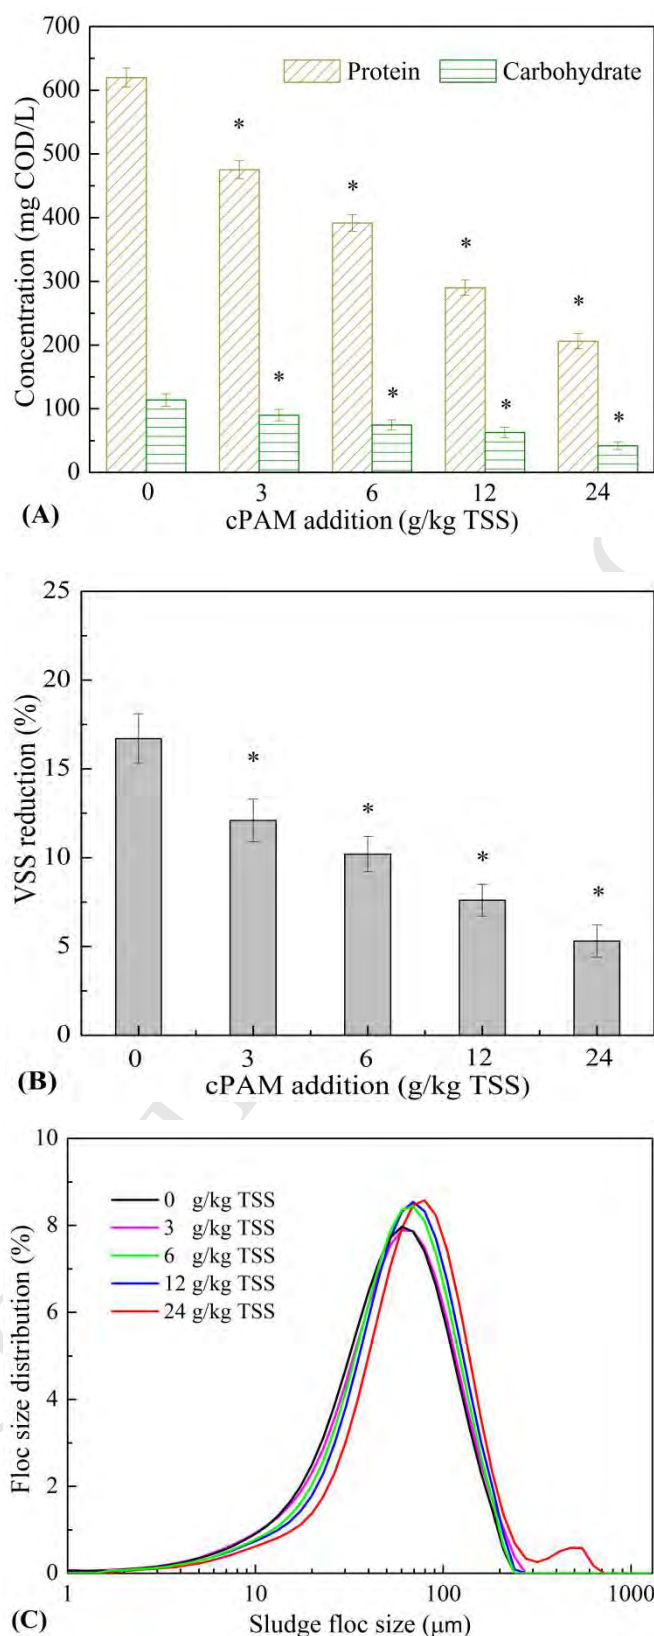 700
600
500
400
300
200
100
0
Concentration (mg COD/L)
Protein
Carbohydrate
*
*
*
*
*
*
*
*
0
3
6
12
24
cPAM addition (g/kg TSS)
(A)
25
20
15
10
5
0
VSS reduction (%)
*
*
*
*
0
3
6
12
24
cPAM addition (g/kg TSS)
(B)
10
8
6
4
2
0
Floc size distribution (%)
0 g/kg TSS
3 g/kg TSS
6 g/kg TSS
12 g/kg TSS
24 g/kg TSS
1
10
100
1000
Sludge floc size (μm)
(C)